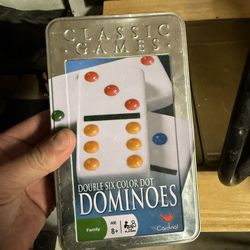 CLASSIC
GAMES
DOUBLE SIX COLOR DOT
DOMINOES
Family
8+
Cardinal